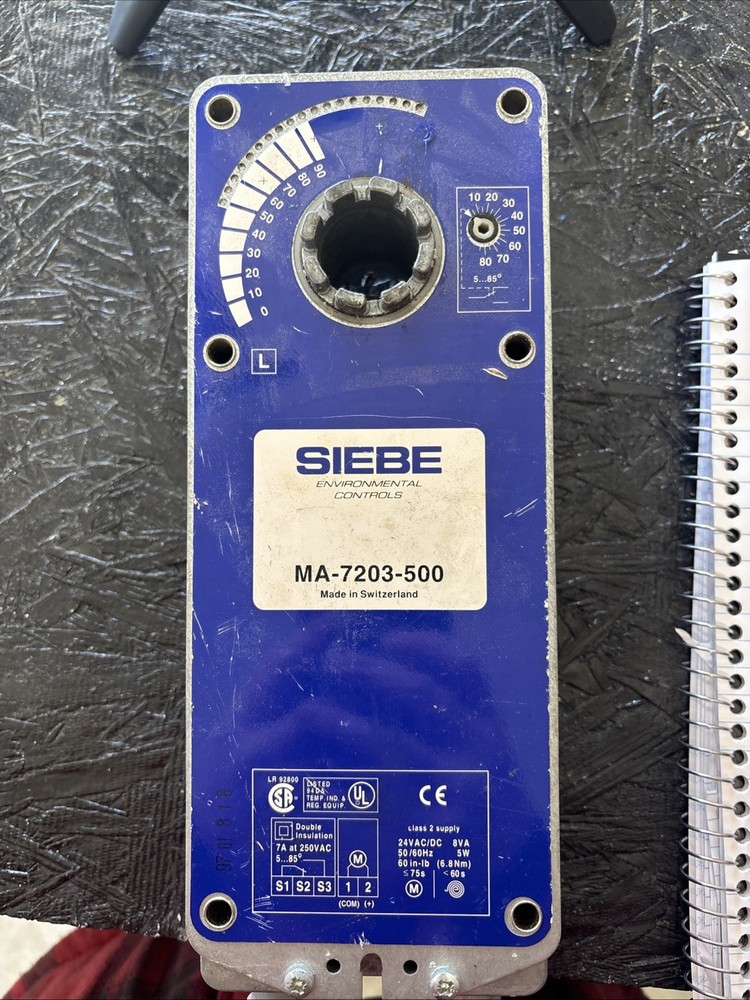 90
80
70
60
50
40
30
20
10
0
+
10 20 30
40
50
60
80 70
5...85°
L
SIEBE
ENVIRONMENTAL
CONTROLS
MA-7203-500
Made in Switzerland
LR 92800
SA
LISTED
94D5
TEMP. IND. &
REG. EQUIP.
UL
CE
Double
Insulation
7A at 250VAC
5...85°
S1 S2 S3
M
1 2
(COM) (+)
class 2 supply
24VAC/DC 8VA
50/60Hz 5W
60 in-lb (6.8Nm)
≤ 75s < 60s
M